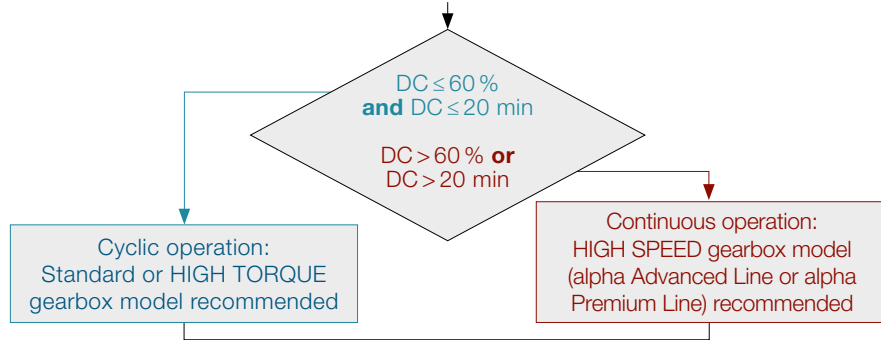 DC ≤ 60 %
and DC ≤ 20 min
DC > 60 % or
DC > 20 min
Cyclic operation:
Standard or HIGH TORQUE
gearbox model recommended
Continuous operation:
HIGH SPEED gearbox model
(alpha Advanced Line or alpha
Premium Line) recommended